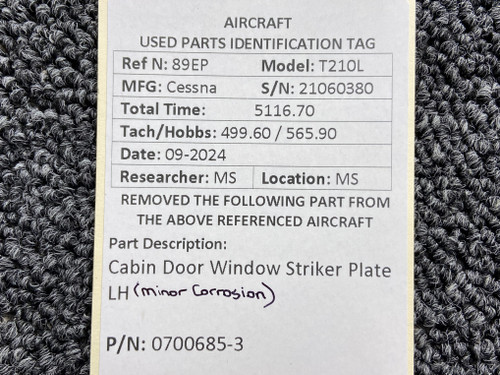 AIRCRAFT
USED PARTS IDENTIFICATION TAG
Ref N: 89EP Model: T210L
MFG: Cessna S/N: 21060380
Total Time: 5116.70
Tach/Hobbs: 499.60 / 565.90
Date: 09-2024
Researcher: MS Location: MS
REMOVED THE FOLLOWING PART FROM
THE ABOVE REFERENCED AIRCRAFT
Part Description:
Cabin Door Window Striker Plate
LH (minor Corrosion)
P/N: 0700685-3